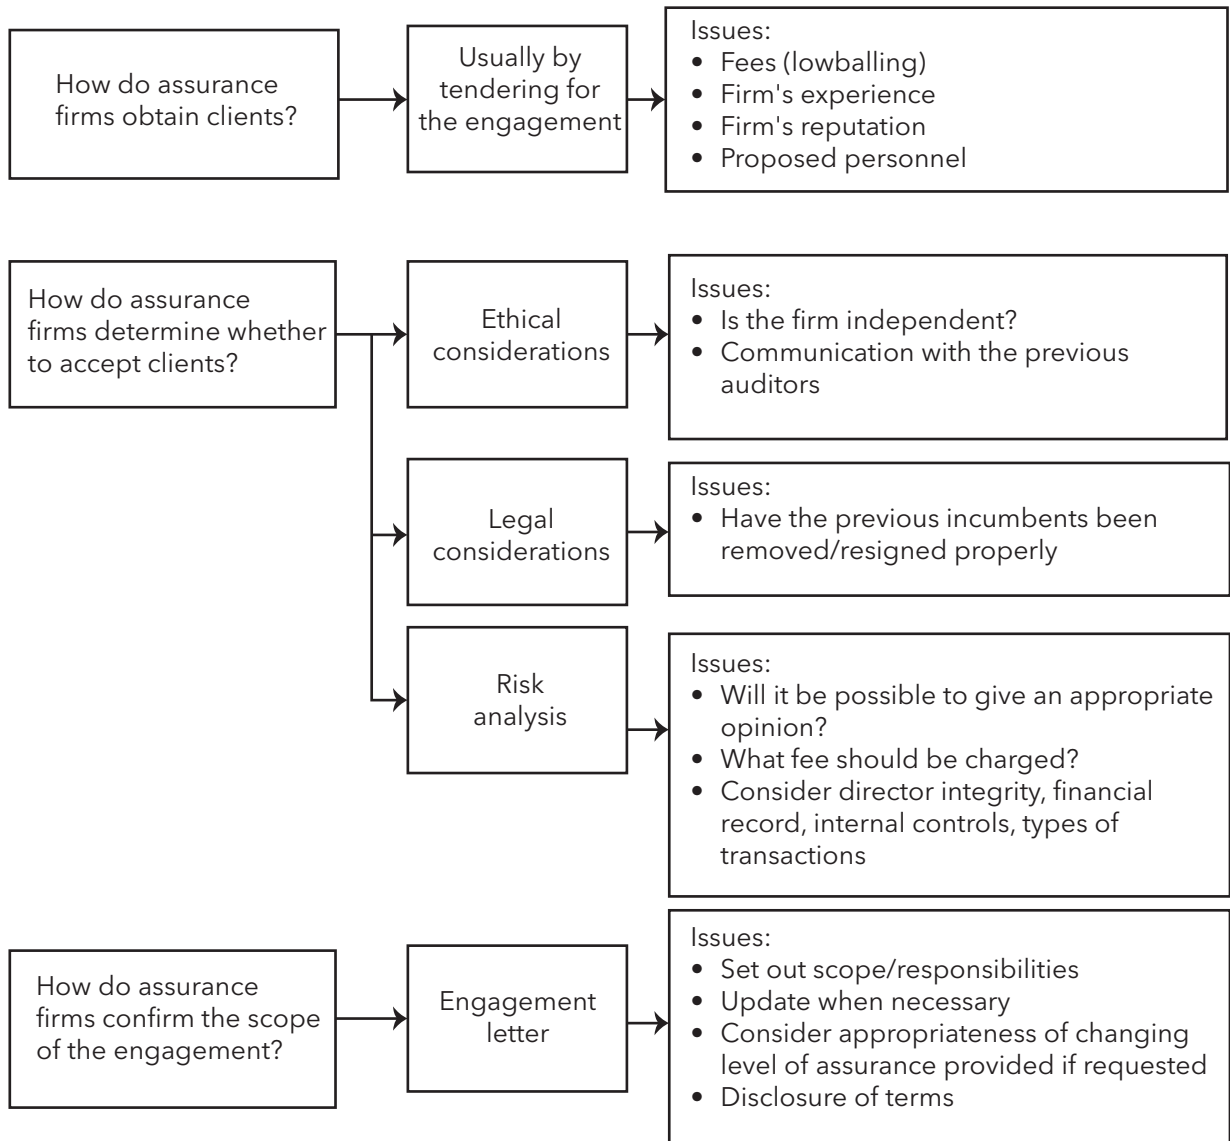 How do assurance
firms obtain clients?
Usually by
tendering for
the engagement
Issues:
• Fees (lowballing)
• Firm's experience
• Firm's reputation
• Proposed personnel
How do assurance
firms determine whether
to accept clients?
Ethical
considerations
Issues:
• Is the firm independent?
• Communication with the previous
auditors
Legal
considerations
Issues:
• Have the previous incumbents been
removed/resigned properly
Risk
analysis
Issues:
• Will it be possible to give an appropriate
opinion?
• What fee should be charged?
• Consider director integrity, financial
record, internal controls, types of
transactions
How do assurance
firms confirm the scope
of the engagement?
Engagement
letter
Issues:
• Set out scope/responsibilities
• Update when necessary
• Consider appropriateness of changing
level of assurance provided if requested
• Disclosure of terms